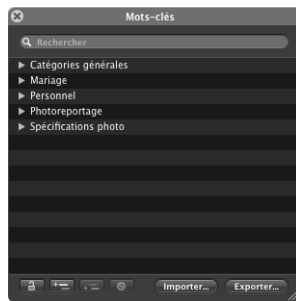 Mots-clés
Rechercher
Catégories générales
Mariage
Personnel
Photoreportage
Spécifications photo
Importer... Exporter...